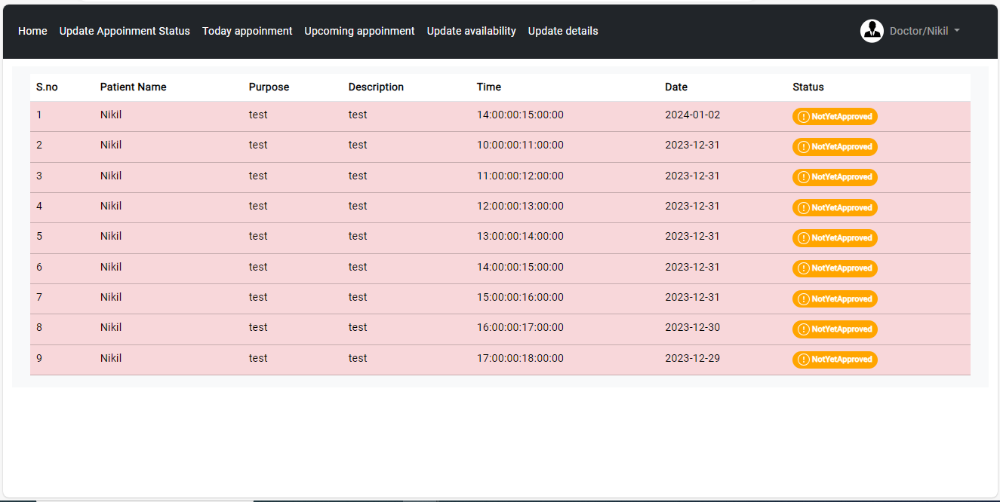 Home Update Appoinment Status Today appoinment Upcoming appoinment Update availability Update details Doctor/Nikil
S.no Patient Name Purpose Description Time Date Status
1 Nikil test test 14:00:00:15:00:00 2024-01-02 NotYetApproved
2 Nikil test test 10:00:00:11:00:00 2023-12-31 NotYetApproved
3 Nikil test test 11:00:00:12:00:00 2023-12-31 NotYetApproved
4 Nikil test test 12:00:00:13:00:00 2023-12-31 NotYetApproved
5 Nikil test test 13:00:00:14:00:00 2023-12-31 NotYetApproved
6 Nikil test test 14:00:00:15:00:00 2023-12-31 NotYetApproved
7 Nikil test test 15:00:00:16:00:00 2023-12-31 NotYetApproved
8 Nikil test test 16:00:00:17:00:00 2023-12-30 NotYetApproved
9 Nikil test test 17:00:00:18:00:00 2023-12-29 NotYetApproved